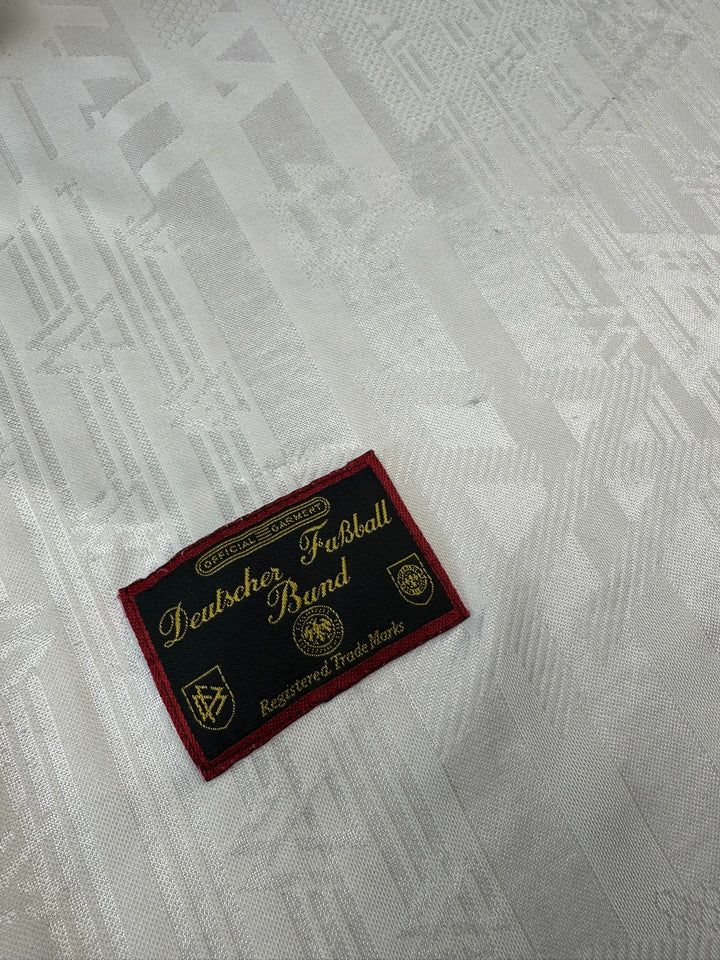 OFFICIAL GARMENT
Deutscher Fußball
Bund
Registered Trade Marks